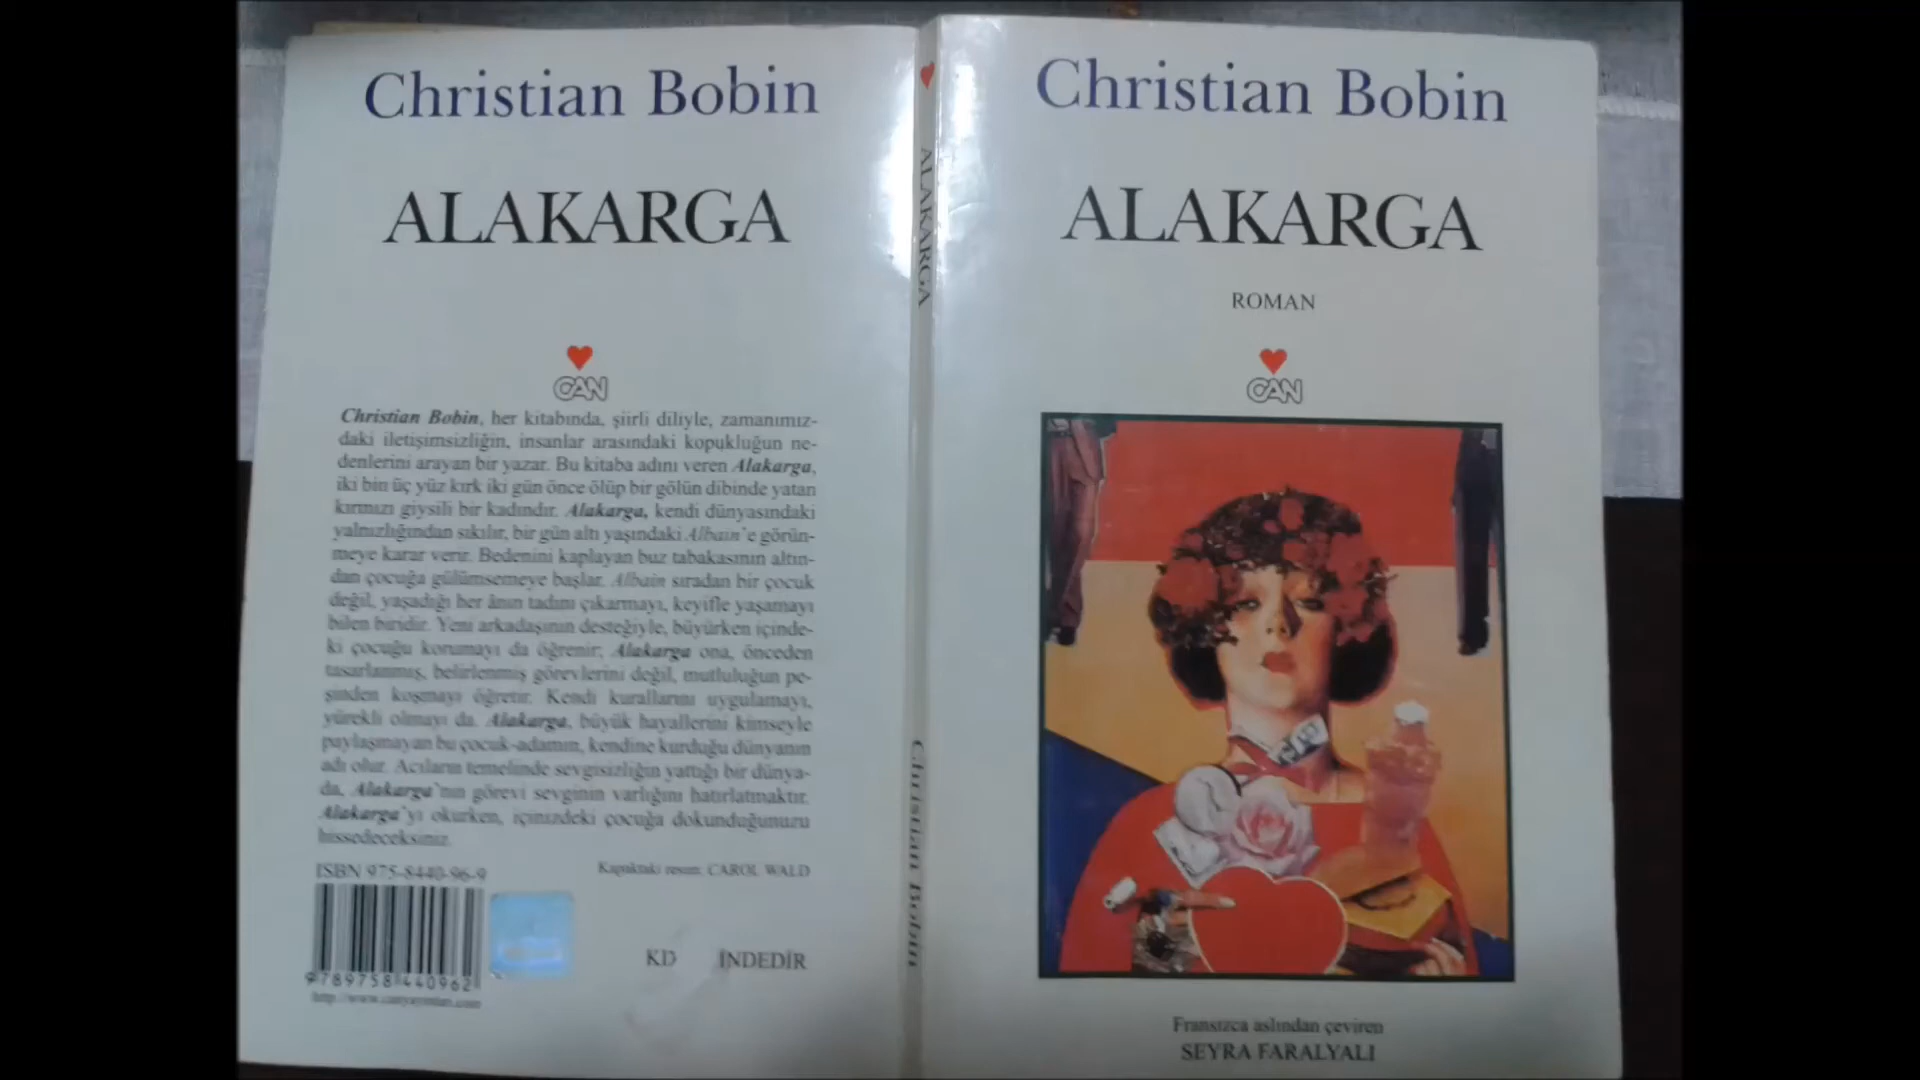 Christian Bobin
ALAKARGA
CAN
Christian Bobin, her kitabında, şiirli diliyle, zamanımız-
daki iletişimsizliğin, insanlar arasındaki kopukluğun ne-
denlerini arayan bir yazar. Bu kitaba adını veren Alakarga,
iki bin üç yüz kırk iki gün önce ölüp bir gölün dibinde yatan
kırmızı giysili bir kadındır. Alakarga, kendi dünyasındaki
yalnızlığından sıkılır, bir gün altı yaşındaki Albain'e görün-
meye karar verir. Bedenini kaplayan buz tabakasının altın-
dan çocuğa gülümsemeye başlar. Albain sıradan bir çocuk
değil, yaşadığı her ânın tadını çıkarmayı, keyifle yaşamayı
bilen biridir. Yeni arkadaşının desteğiyle, büyürken içinde-
ki çocuğu korumayı da öğrenir; Alakarga ona, önceden
tasarlanmış, belirlenmiş görevlerini değil, mutluluğun pe-
şinden koşmayı öğretir. Kendi kurallarını uygulamayı,
yürekli olmayı da. Alakarga, büyük hayallerini kimseyle
paylaşmayan bu çocuk-adamın, kendine kurduğu dünyanın
adı olur. Acıların temelinde sevgisizliğin yattığı bir dünya-
da, Alakarga'nın görevi sevginin varlığını hatırlatmaktır.
Alakarga'yı okurken, içinizdeki çocuğa dokunduğunuzu
hissedeceksiniz.
ISBN 975-8440-96-9
Kapaktaki resim: CAROL WALD
9789758440962
http://www.canyayinlari.com
KD İNDEDİR
ALAKARGA
Christian Bobin
Christian Bobin
ALAKARGA
ROMAN
CAN
Fransızca aslından çeviren
SEYRA FARALYALI